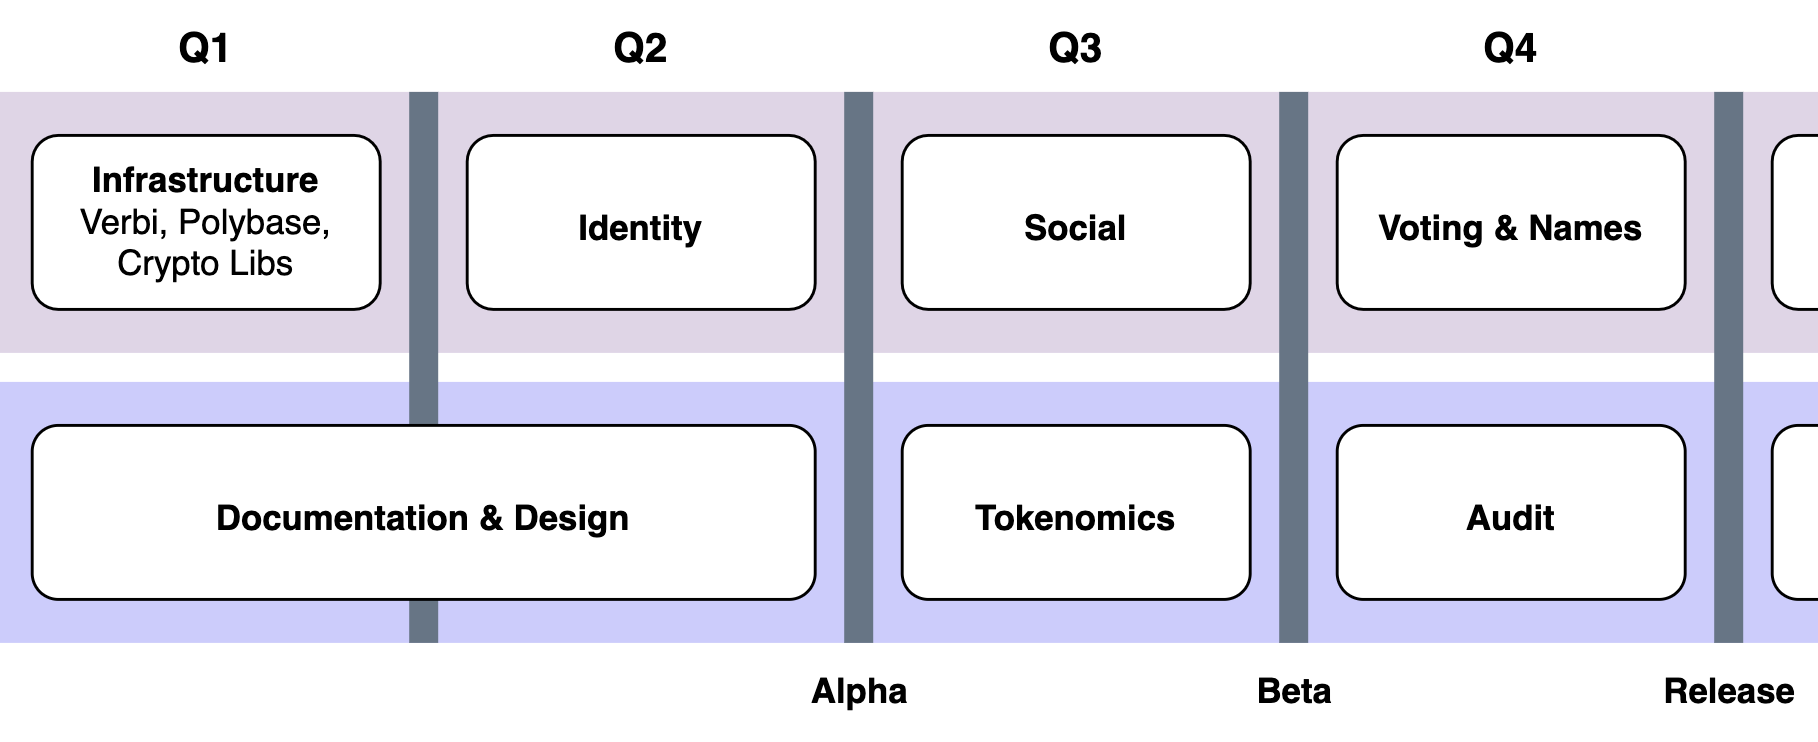 Q1
Q2
Q3
Q4
Infrastructure
Verbi, Polybase,
Crypto Libs
Identity
Social
Voting & Names
Documentation & Design
Tokenomics
Audit
Alpha
Beta
Release